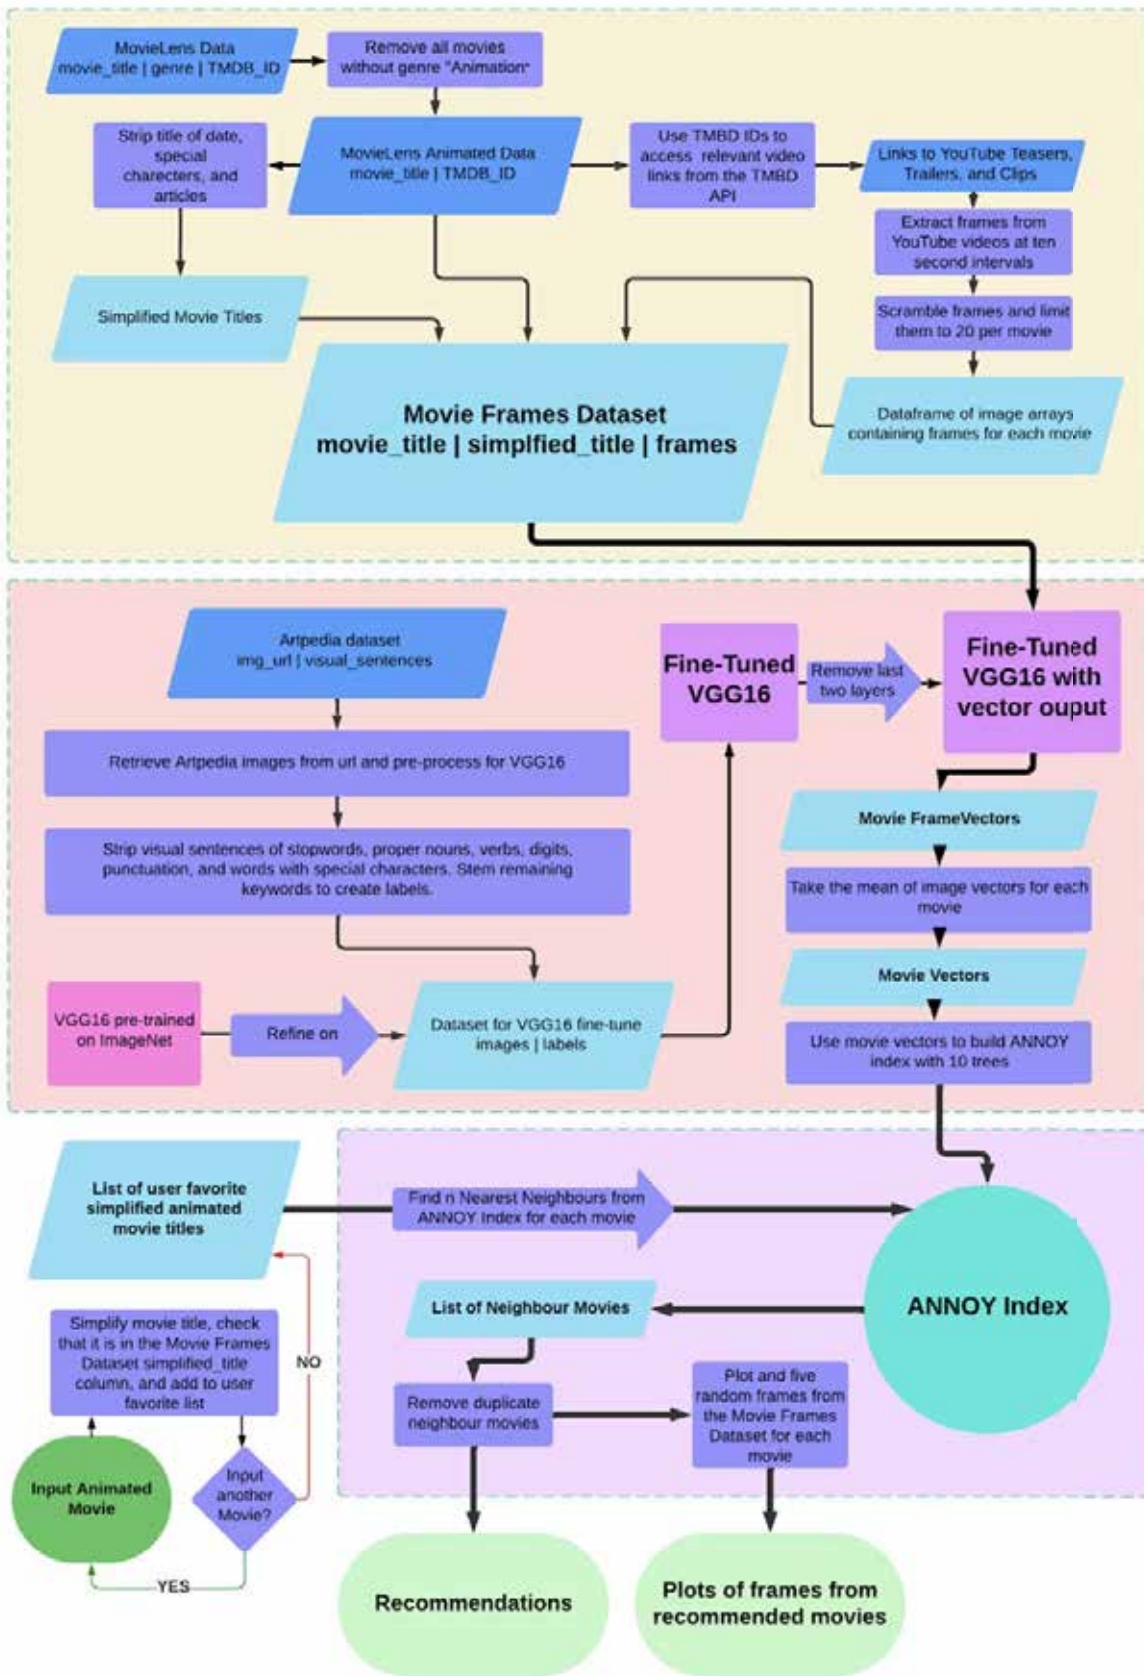 MovieLens Data
movie_title | genre | TMDB_ID
Remove all movies
without genre "Animation"
Strip title of date,
special
charecters, and
articles
MovieLens Animated Data
movie_title | TMDB_ID
Use TMBD IDs to
access relevant video
links from the TMBD
API
Links to YouTube Teasers,
Trailers, and Clips
Extract frames from
YouTube videos at ten
second intervals
Simplified Movie Titles
Scramble frames and limit
them to 20 per movie
Movie Frames Dataset
movie_title | simplfied_title | frames
Dataframe of image arrays
containing frames for each movie
Artpedia dataset
img_url | visual_sentences
Fine-Tuned
VGG16
Remove last
two layers
Fine-Tuned
VGG16 with
vector ouput
Retrieve Artpedia images from url and pre-process for VGG16
Movie FrameVectors
Strip visual sentences of stopwords, proper nouns, verbs, digits,
punctuation, and words with special characters. Stem remaining
keywords to create labels.
Take the mean of image vectors for each
movie
Movie Vectors
VGG16 pre-trained
on ImageNet
Refine on
Dataset for VGG16 fine-tune
images | labels
Use movie vectors to build ANNOY
index with 10 trees
List of user favorite
simplified animated
movie titles
Find n Nearest Neighbours from
ANNOY Index for each movie
ANNOY Index
List of Neighbour Movies
Simplify movie title, check
that it is in the Movie Frames
Dataset simplified_title
column, and add to user
favorite list
NO
Remove duplicate
neighbour movies
Plot and five
random frames from
the Movie Frames
Dataset for each
movie
Input Animated
Movie
Input
another
Movie?
YES
Recommendations
Plots of frames from
recommended movies